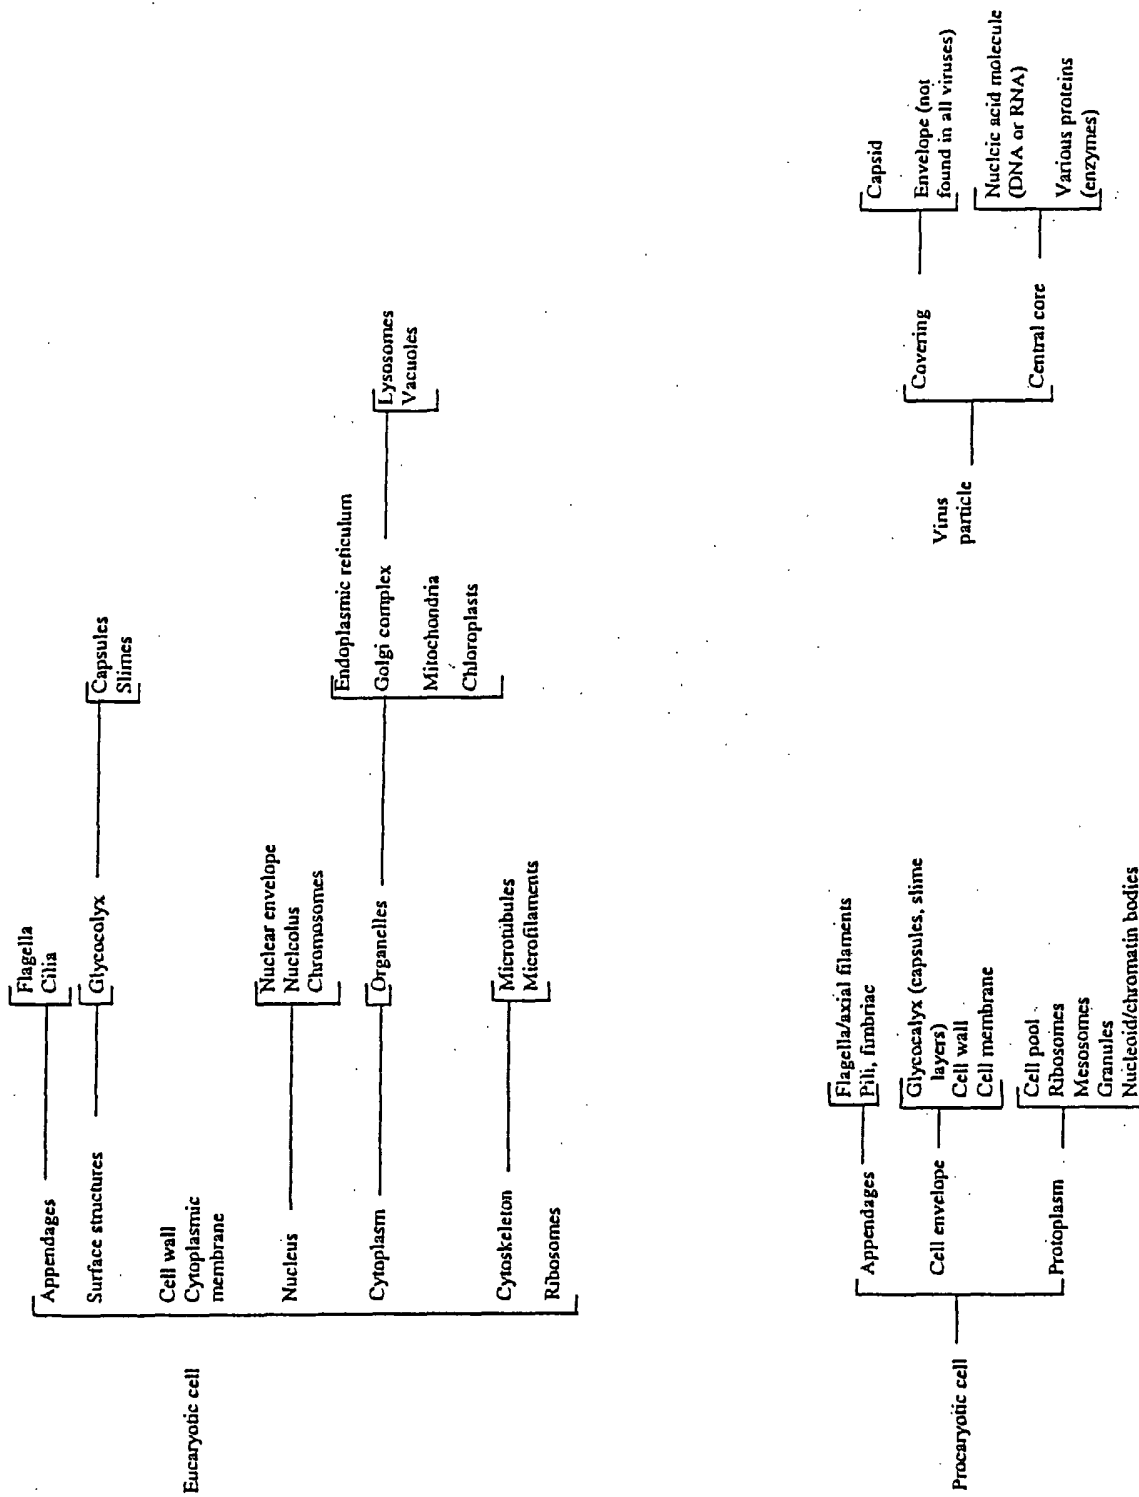 Eucaryotic cell
Appendages
Flagella
Cilia
Surface structures
Glycocolyx
Capsules
Slimes
Cell wall
Cytoplasmic
membrane
Nucleus
Nuclear envelope
Nucleolus
Chromosomes
Cytoplasm
Organelles
Endoplasmic reticulum
Golgi complex
Lysosomes
Vacuoles
Mitochondria
Chloroplasts
Cytoskeleton
Microtubules
Microfilaments
Ribosomes
Procaryotic cell
Appendages
Flagella/axial filaments
Pili, fimbriae
Cell envelope
Glycocalyx (capsules, slime
layers)
Cell wall
Cell membrane
Protoplasm
Cell pool
Ribosomes
Mesosomes
Granules
Nucleoid/chromatin bodies
Virus
particle
Covering
Capsid
Envelope (not
found in all viruses)
Central core
Nucleic acid molecule
(DNA or RNA)
Various proteins
(enzymes)